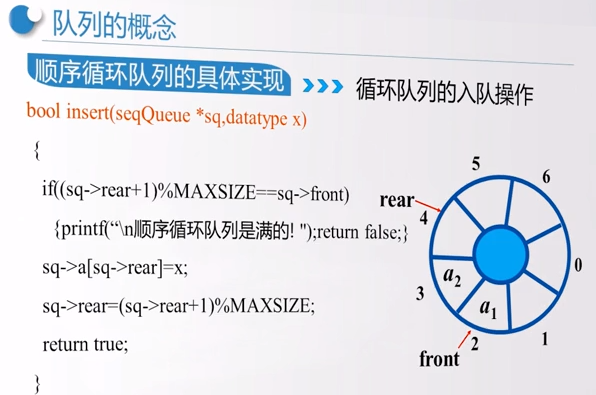 队列的概念
顺序循环队列的具体实现
循环队列的入队操作
bool insert(seqQueue *sq,datatype x)
{
if((sq->rear+1)%MAXSIZE==sq->front)
{printf(“\n顺序循环队列是满的! ");return false;}
sq->a[sq->rear]=x;
sq->rear=(sq->rear+1)%MAXSIZE;
return true;
}
5
6
rear
4
0
a2
3
a1
front
2
1